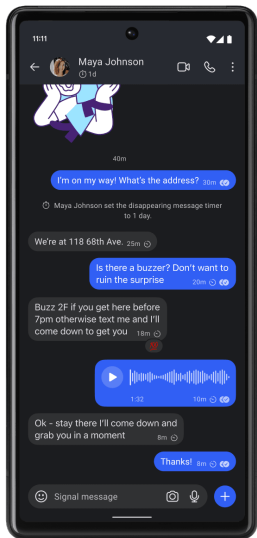 11:11
Maya Johnson
1d
40m
I'm on my way! What's the address? 30m
Maya Johnson set the disappearing message timer
to 1 day.
We're at 118 68th Ave. 25m
Is there a buzzer? Don't want to
ruin the surprise 20m
Buzz 2F if you get here before
7pm otherwise text me and I'll
come down to get you 18m
1:32 10m
Ok - stay there I'll come down and
grab you in a moment 8m
Thanks! 8m
Signal message